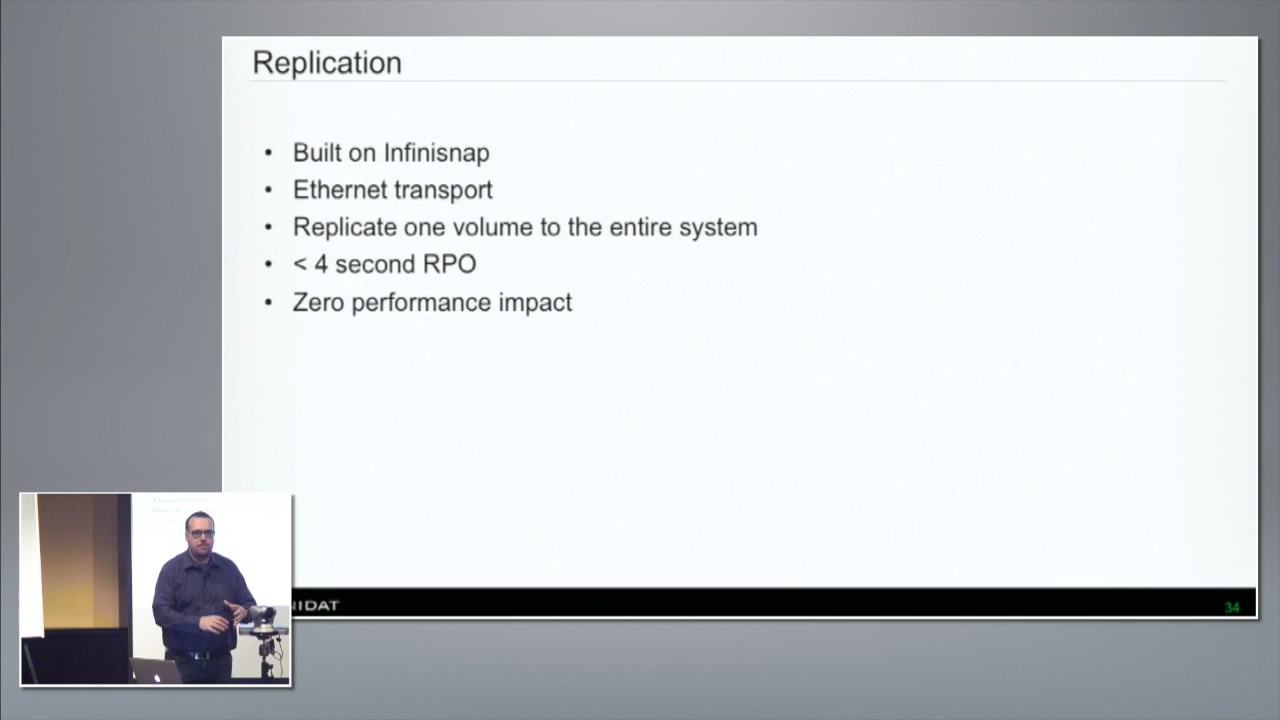 Replication
• Built on Infinisnap
• Ethernet transport
• Replicate one volume to the entire system
• < 4 second RPO
• Zero performance impact
NIDAT
34